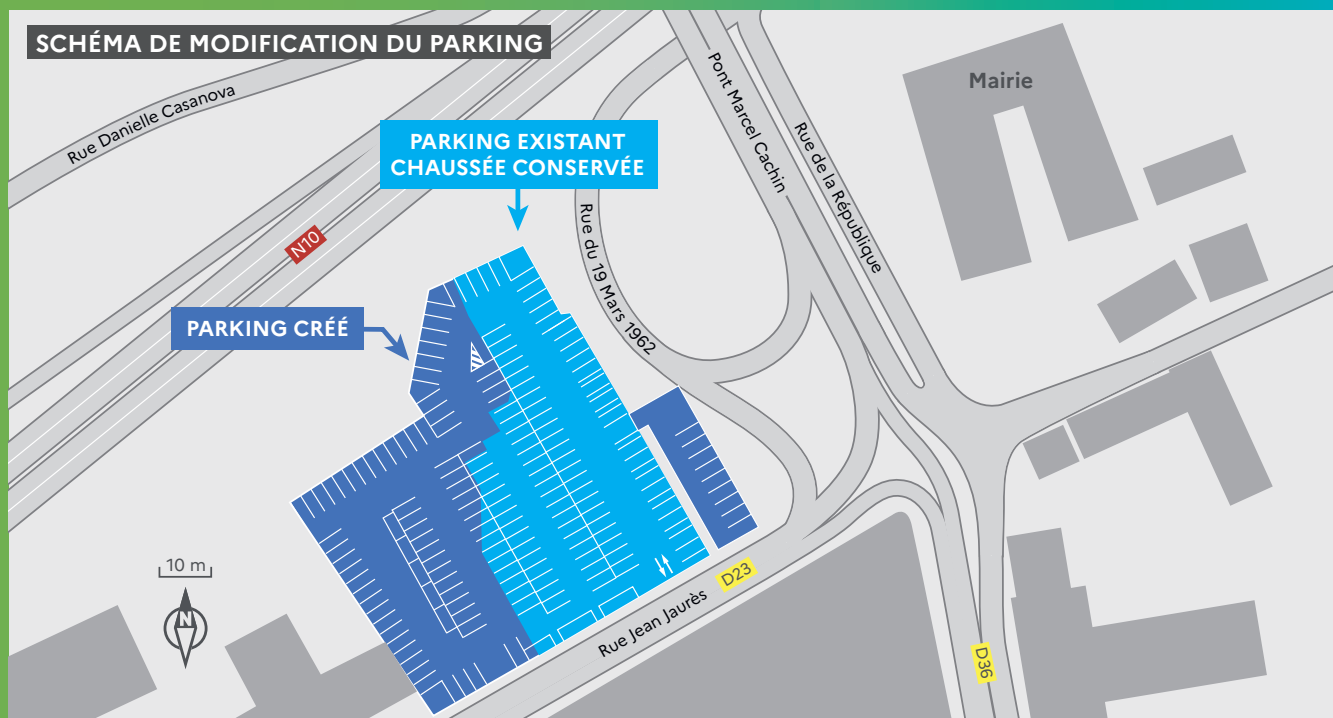 SCHÉMA DE MODIFICATION DU PARKING
Rue Danielle Casanova
Pont Marcel Cachin
Mairie
Rue de la République
PARKING EXISTANT
CHAUSSÉE CONSERVÉE
N10
Rue du 19 Mars 1962
PARKING CRÉÉ
10 m
N
D23
Rue Jean Jaurès
D36